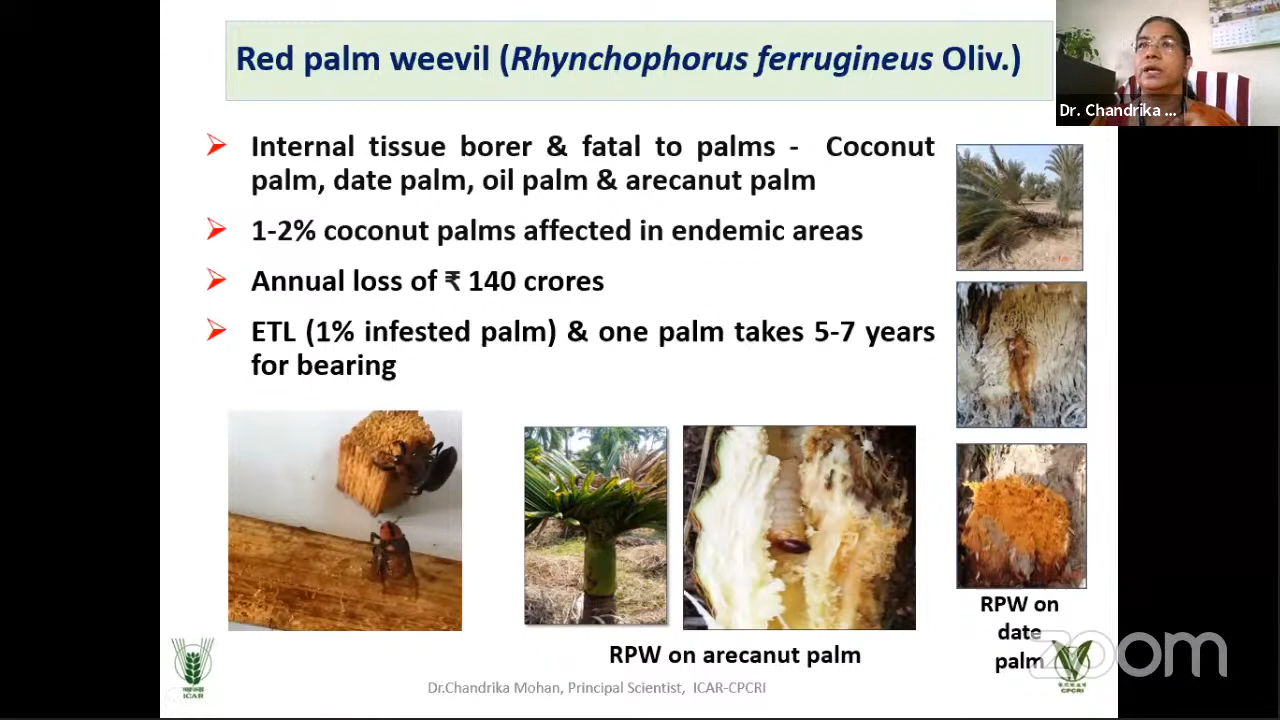 Red palm weevil (Rhynchophorus ferrugineus Oliv.)
Dr. Chandrika ...
Internal tissue borer & fatal to palms - Coconut
palm, date palm, oil palm & arecanut palm
1-2% coconut palms affected in endemic areas
Annual loss of ₹ 140 crores
ETL (1% infested palm) & one palm takes 5-7 years
for bearing
RPW on
date
palm
RPW on arecanut palm
zoom
Dr.Chandrika Mohan, Principal Scientist, ICAR-CPCRI
ICAR
CPCRI